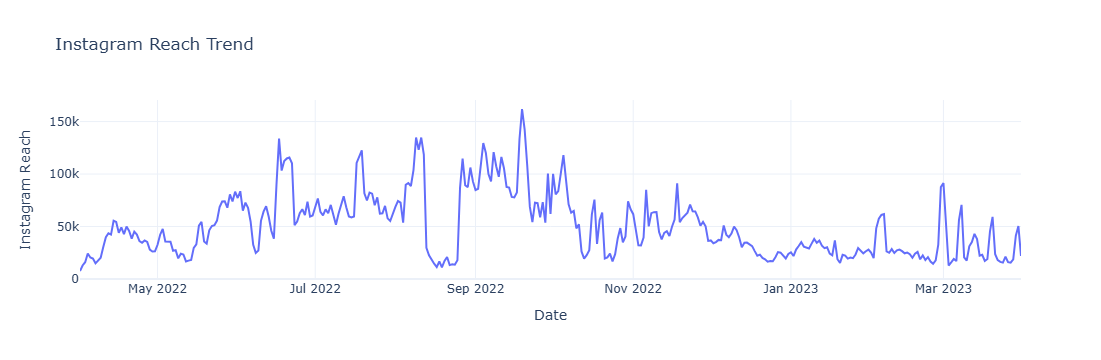 Instagram Reach Trend
150k
100k
50k
0
Instagram Reach
May 2022
Jul 2022
Sep 2022
Nov 2022
Jan 2023
Mar 2023
Date